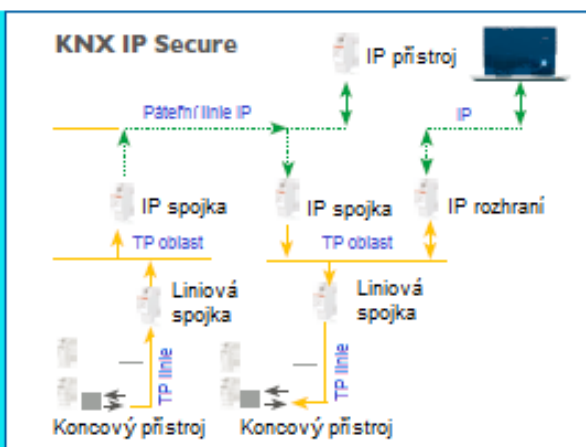 KNX IP Secure
IP přístroj
Páteřní linie IP
IP
IP spojka
IP spojka
IP rozhraní
TP oblast
TP oblast
Liniová
spojka
Liniová
spojka
TP linie
TP linie
Koncový přístroj
Koncový přístroj